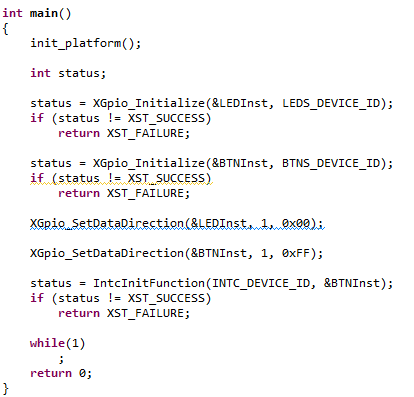 int main()
{
    init_platform();

    int status;

    status = XGpio_Initialize(&LEDInst, LEDS_DEVICE_ID);
    if (status != XST_SUCCESS)
        return XST_FAILURE;

    status = XGpio_Initialize(&BTNInst, BTNS_DEVICE_ID);
    if (status != XST_SUCCESS)
        return XST_FAILURE;

    XGpio_SetDataDirection(&LEDInst, 1, 0x00);

    XGpio_SetDataDirection(&BTNInst, 1, 0xFF);

    status = IntcInitFunction(INTC_DEVICE_ID, &BTNInst);
    if (status != XST_SUCCESS)
        return XST_FAILURE;

    while(1)
        ;
    return 0;
}